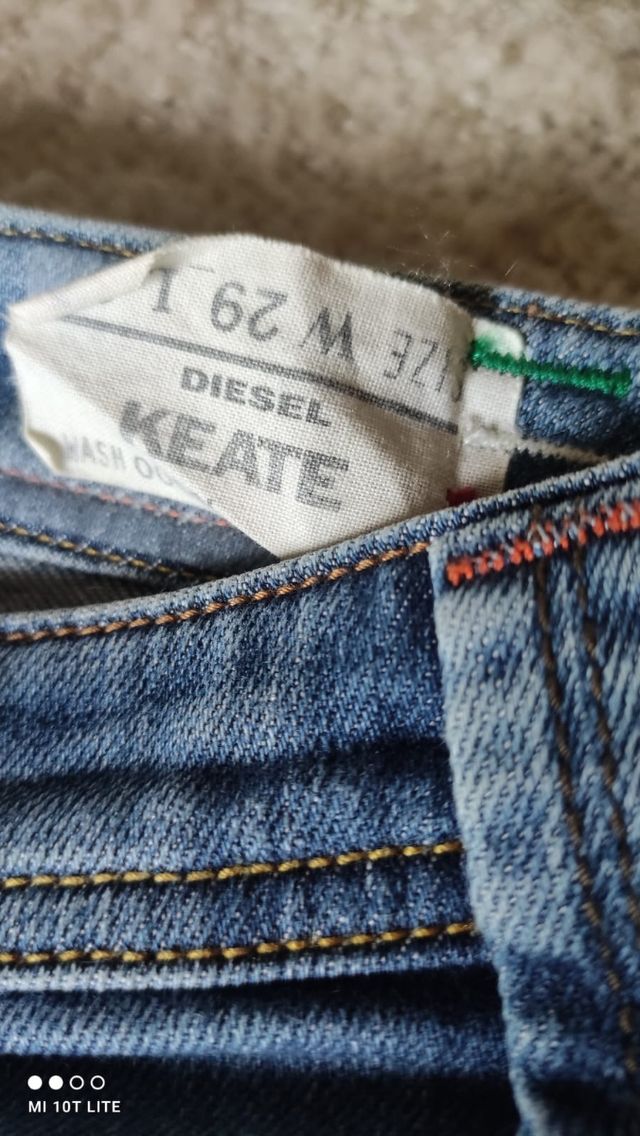 SIZE W 29 L
DIESEL
KEATE
WASH
MI 10T LITE